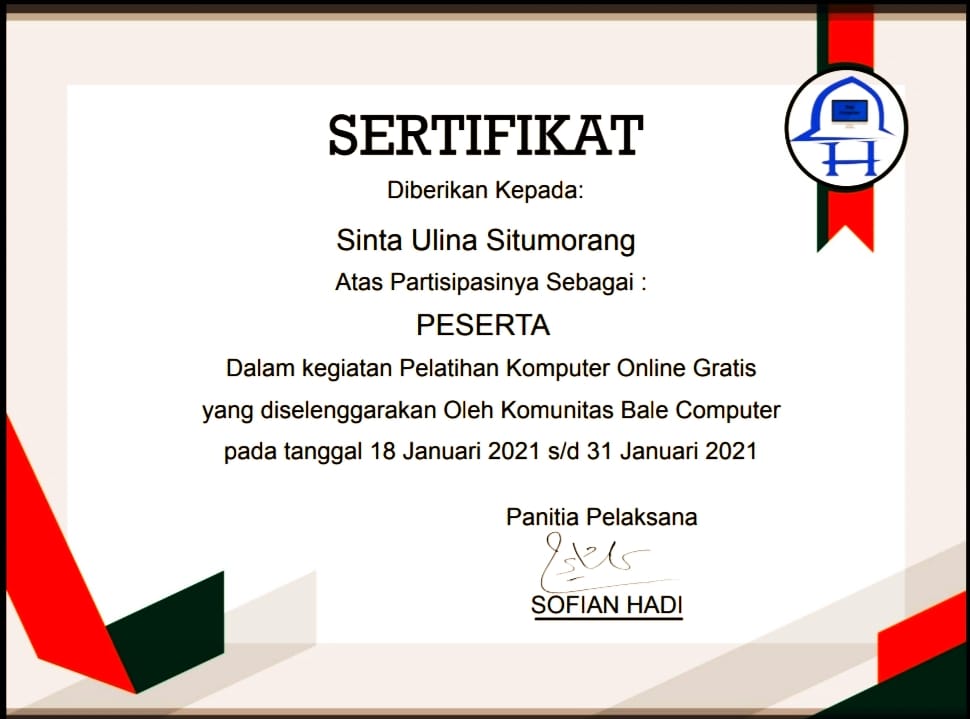 SERTIFIKAT
Diberikan Kepada:
Sinta Ulina Situmorang
Atas Partisipasinya Sebagai :
PESERTA
Dalam kegiatan Pelatihan Komputer Online Gratis
yang diselenggarakan Oleh Komunitas Bale Computer
pada tanggal 18 Januari 2021 s/d 31 Januari 2021
Panitia Pelaksana
SOFIAN HADI
H